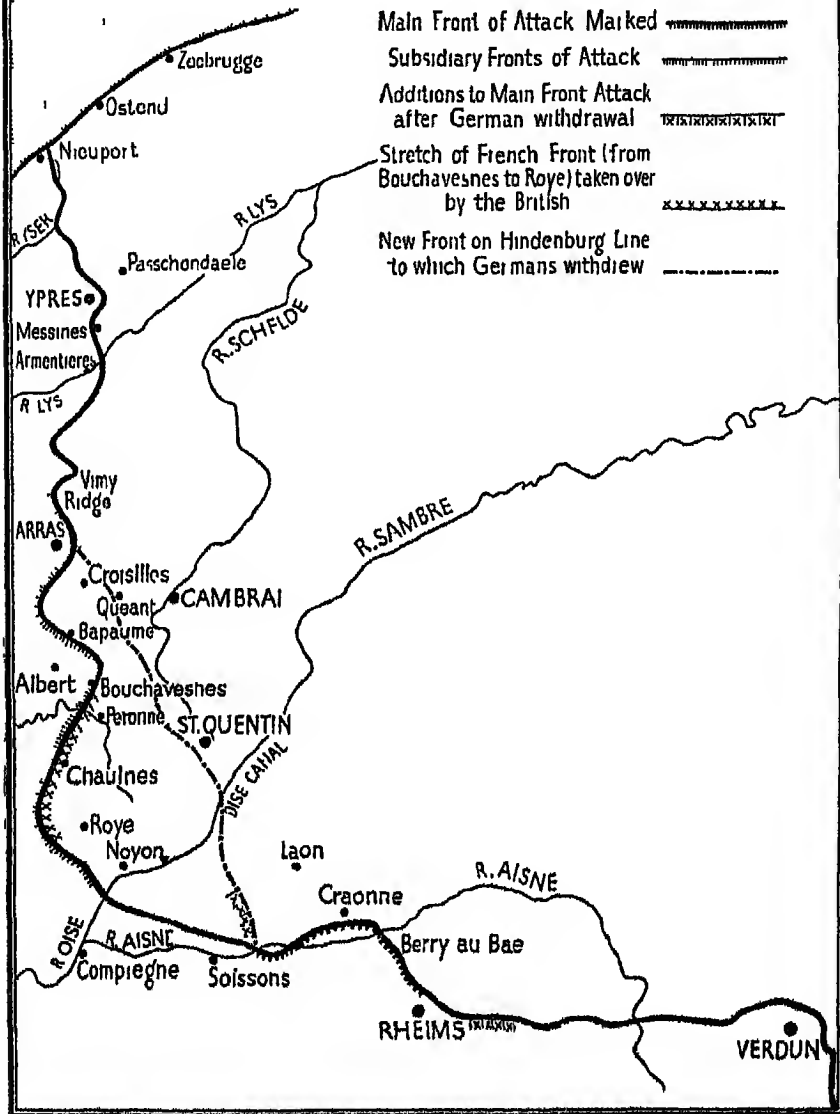 Main Front of Attack Marked
Subsidiary Fronts of Attack
Additions to Main Front Attack
after German withdrawal
Stretch of French Front (from
Bouchavesnes to Roye) taken over
by the British
New Front on Hindenburg Line
to which Germans withdrew
Zeebrugge
Ostend
Nieuport
R YSER
R LYS
Passchondaele
YPRES
Messines
Armentieres
R LYS
R. SCHELDE
Vimy
Ridge
ARRAS
R. SAMBRE
Croisilles
Queant
CAMBRAI
Bapaume
Albert
Bouchavesnes
Peronne
ST. QUENTIN
Chaulnes
OISE CANAL
Roye
Noyon
Laon
Craonne
R. AISNE
R OISE
R. AISNE
Berry au Bae
Compiegne
Soissons
RHEIMS
VERDUN